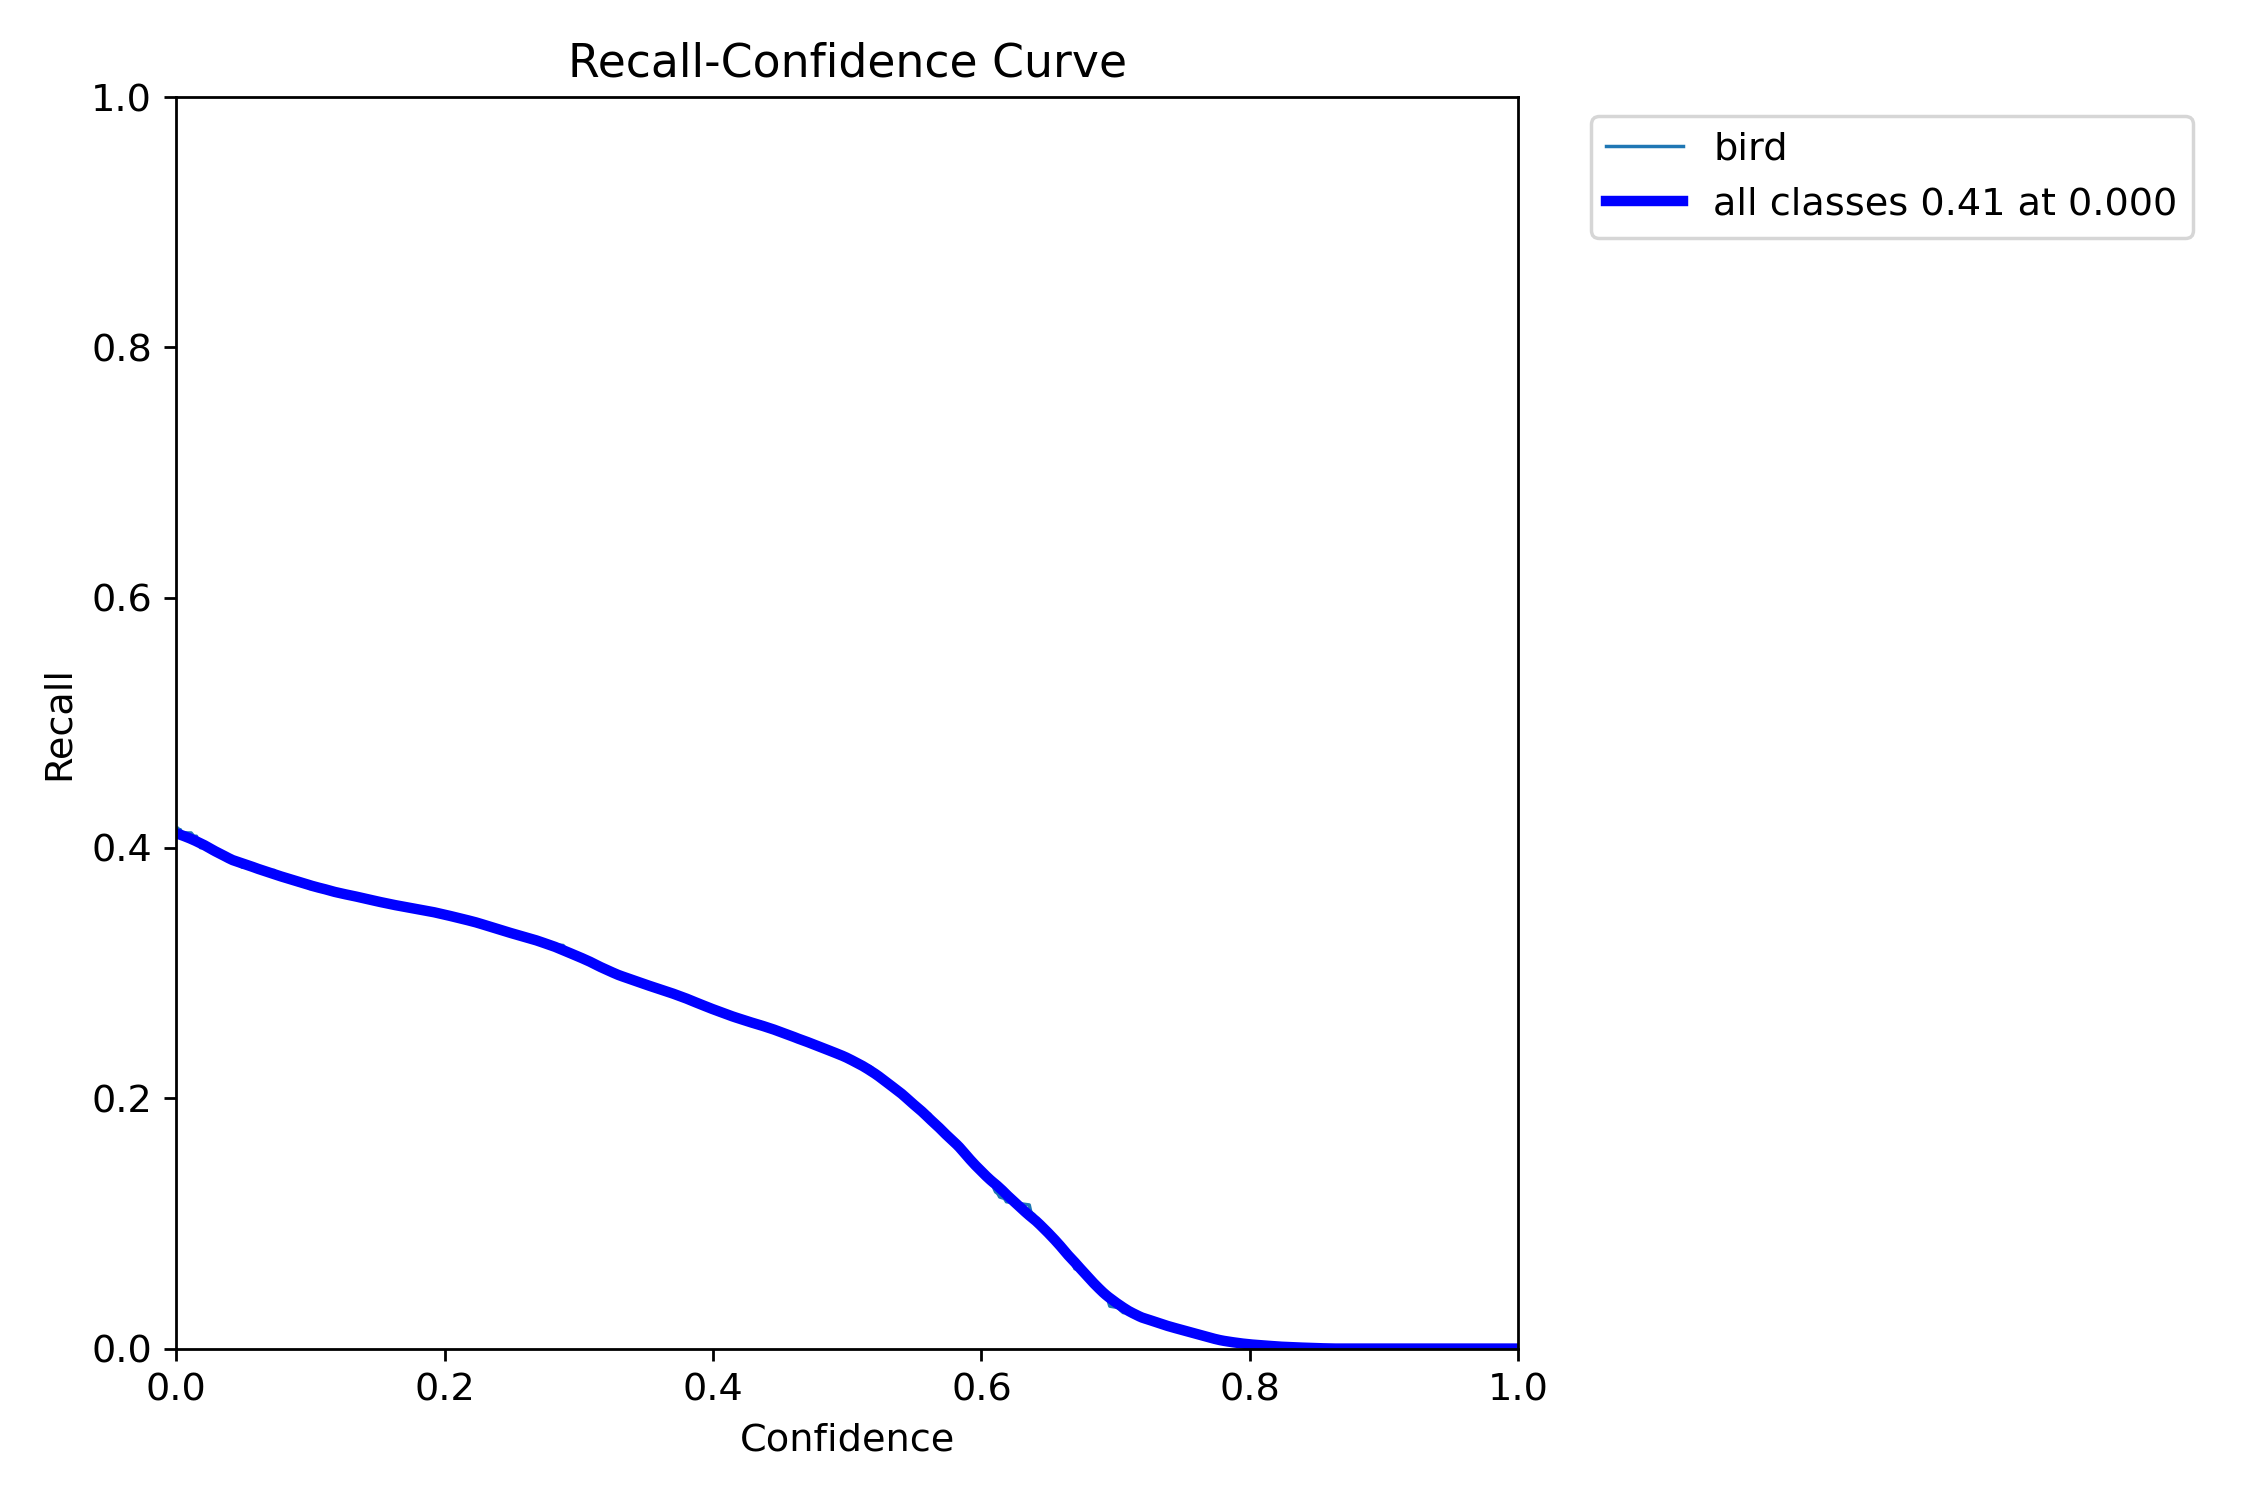 Recall-Confidence Curve
1.0
0.8
0.6
0.4
0.2
0.0
Recall
0.0 0.2 0.4 0.6 0.8 1.0
Confidence
bird
all classes 0.41 at 0.000